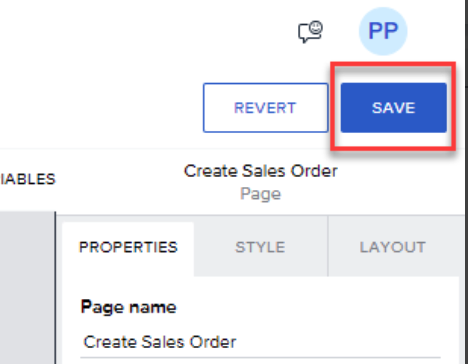 PP
REVERT SAVE
IABLES
Create Sales Order
Page
PROPERTIES STYLE LAYOUT
Page name
Create Sales Order